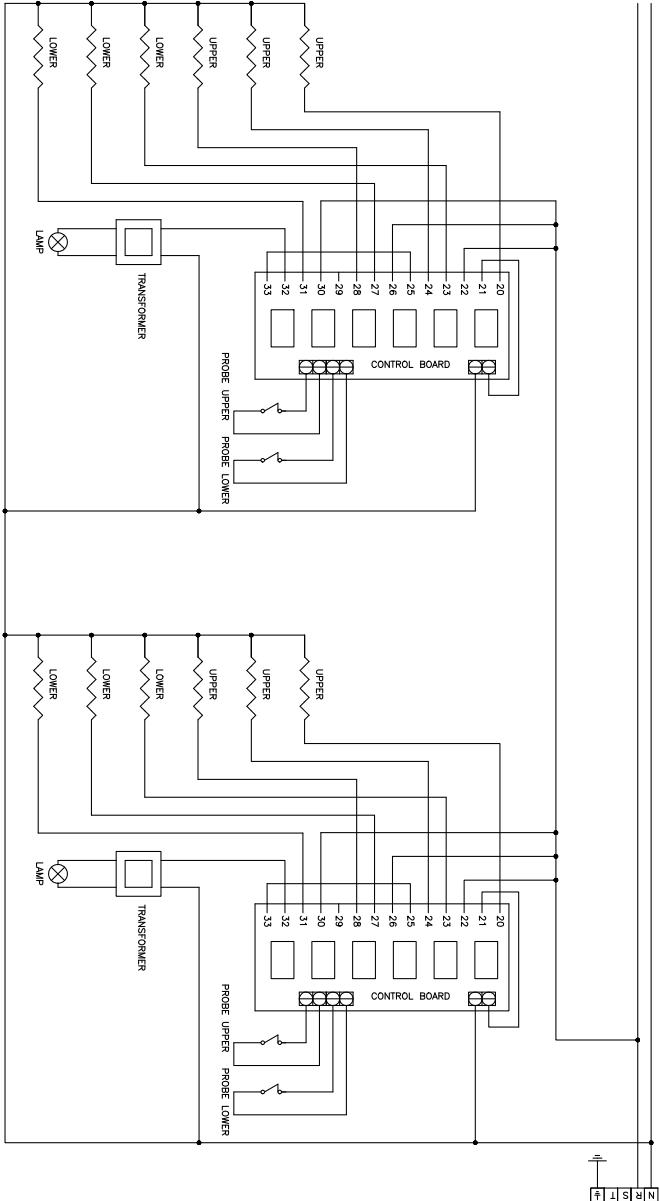 LOWER
LOWER
LOWER
UPPER
UPPER
UPPER
LAMP
TRANSFORMER
33
32
31
30
29
28
27
26
25
24
23
22
21
20
CONTROL BOARD
PROBE UPPER
PROBE LOWER
LOWER
LOWER
LOWER
UPPER
UPPER
UPPER
LAMP
TRANSFORMER
33
32
31
30
29
28
27
26
25
24
23
22
21
20
CONTROL BOARD
PROBE UPPER
PROBE LOWER
T
S
R
N